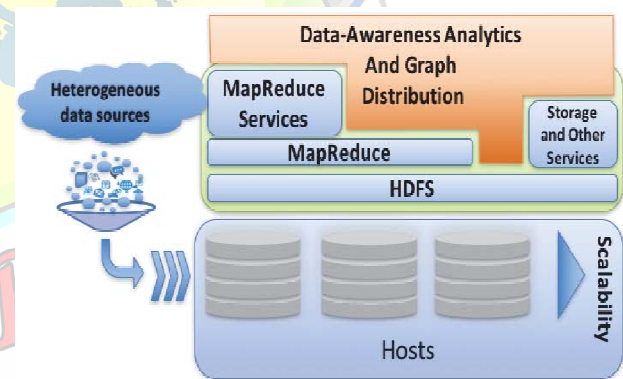 Data-Awareness Analytics
And Graph
Distribution
Heterogeneous
data sources
MapReduce
Services
Storage
and Other
Services
MapReduce
HDFS
Scalability
Hosts